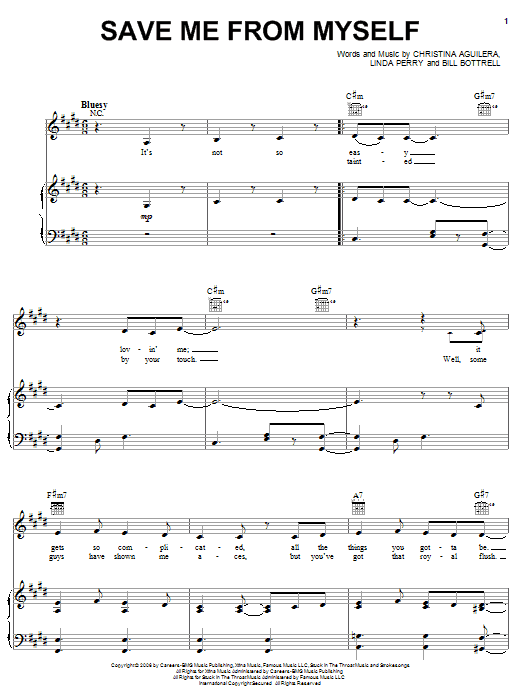 SAVE ME FROM MYSELF
1
Words and Music by CHRISTINA AGUILERA,
LINDA PERRY and BILL BOTTRELL
Bluesy
N.C.
C#m G#m7
It's not so eas - y
taint - ed
mp
C#m G#m7
lov - in' me; it
by your touch. Well, some
F#m7 A7 G#7
gets so com - pli - cat - ed, all the things you got - ta be.
guys have shown me a - ces, but you've got that roy - al flush.
Copyright © 2006 by Careers-BMG Music Publishing, Xtina Music, Famous Music LLC, Stuck In The Throat Music and Brokesongs
All Rights for Xtina Music Administered by Careers-BMG Music Publishing
All Rights for Stuck In The Throat Music Administered by Famous Music LLC
International Copyright Secured All Rights Reserved